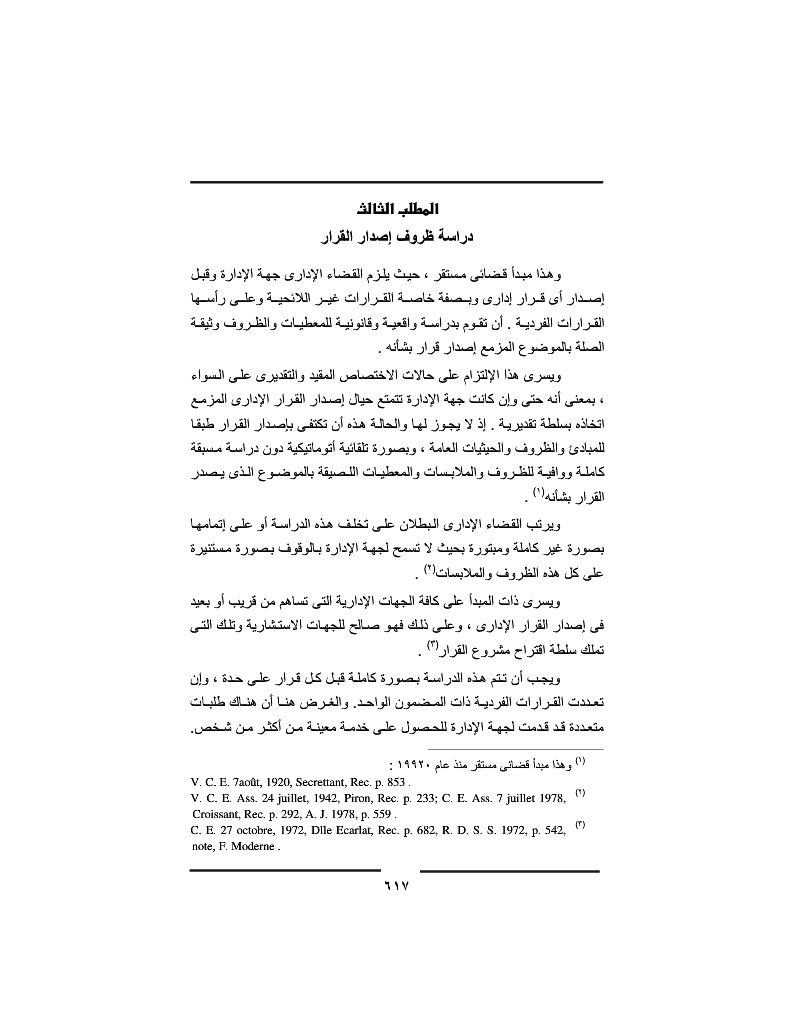 المطلب الثالث
دراسة ظروف إصدار القرار
وهذا مبدأ قضائى مستقر ، حيث يلزم القضاء الإدارى جهة الإدارة وقبل
إصدار أى قرار إدارى وبصفة خاصة القرارات غير اللائحية وعلى رأسها
القرارات الفردية . أن تقوم بدراسة واقعية وقانونية للمعطيات والظروف وثيقة
الصلة بالموضوع المزمع إصدار قرار بشأنه .
ويسرى هذا الإلتزام على حالات الاختصاص المقيد والتقديرى على السواء
، بمعنى أنه حتى وإن كانت جهة الإدارة تتمتع حيال إصدار القرار الإدارى المزمع
اتخاذه بسلطة تقديرية . إذ لا يجوز لها والحالة هذه أن تكتفى بإصدار القرار طبقا
للمبادئ والظروف والحيثيات العامة ، وبصورة تلقائية أتوماتيكية دون دراسة مسبقة
كاملة ووافية للظروف والملابسات والمعطيات اللصيقة بالموضوع الذى يصدر
القرار بشأنه(١) .
ويرتب القضاء الإدارى البطلان على تخلف هذه الدراسة أو على إتمامها
بصورة غير كاملة ومبتورة بحيث لا تسمح لجهة الإدارة بالوقوف بصورة مستنيرة
على كل هذه الظروف والملابسات(٢) .
ويسرى ذات المبدأ على كافة الجهات الإدارية التى تساهم من قريب أو بعيد
فى إصدار القرار الإدارى ، وعلى ذلك فهو صالح للجهات الاستشارية وتلك التى
تملك سلطة اقتراح مشروع القرار(٣) .
ويجب أن تتم هذه الدراسة بصورة كاملة قبل كل قرار على حدة ، وإن
تعددت القرارات الفردية ذات المضمون الواحد. والغرض هنا أن هناك طلبات
متعددة قد قدمت لجهة الإدارة للحصول على خدمة معينة من أكثر من شخص.
(١) وهذا مبدأ قضائى مستقر منذ عام ١٩٩٢٠ :
V. C. E. 7août, 1920, Secrettant, Rec. p. 853 .
V. C. E. Ass. 24 juillet, 1942, Piron, Rec. p. 233; C. E. Ass. 7 juillet 1978, (٢)
Croissant, Rec. p. 292, A. J. 1978, p. 559 .
C. E. 27 octobre, 1972, Dlle Ecarlat, Rec. p. 682, R. D. S. S. 1972, p. 542, (٣)
note, F. Moderne .
٦١٧